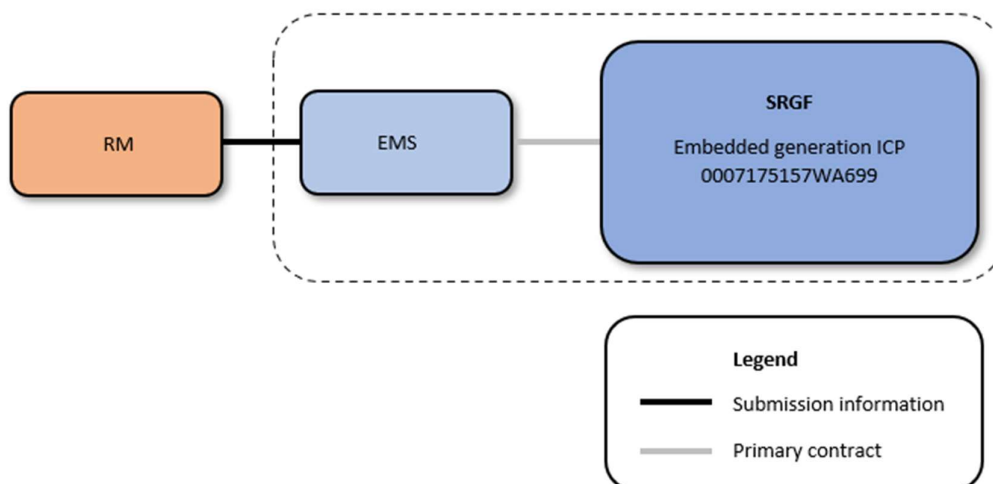 RM
EMS
SRGF
Embedded generation ICP
0007175157WA699
Legend
Submission information
Primary contract